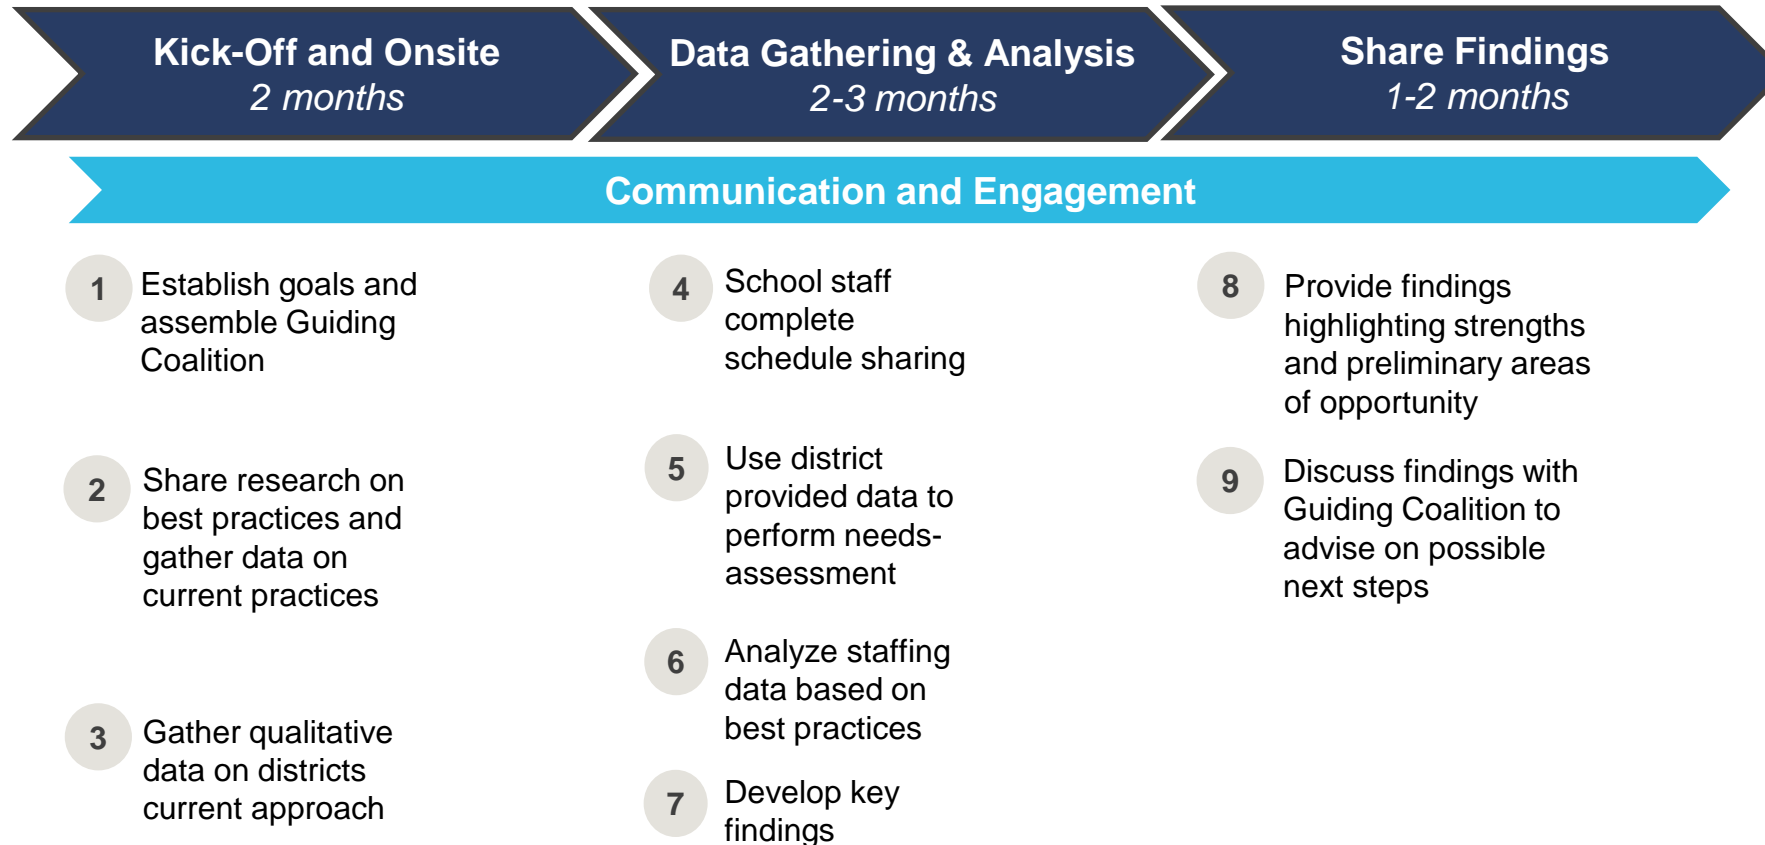 Kick-Off and Onsite
2 months
Data Gathering & Analysis
2-3 months
Share Findings
1-2 months
Communication and Engagement
1
Establish goals and
assemble Guiding
Coalition
2
Share research on
best practices and
gather data on
current practices
3
Gather qualitative
data on districts
current approach
4
School staff
complete
schedule sharing
5
Use district
provided data to
perform needs-
assessment
6
Analyze staffing
data based on
best practices
7
Develop key
findings
8
Provide findings
highlighting strengths
and preliminary areas
of opportunity
9
Discuss findings with
Guiding Coalition to
advise on possible
next steps